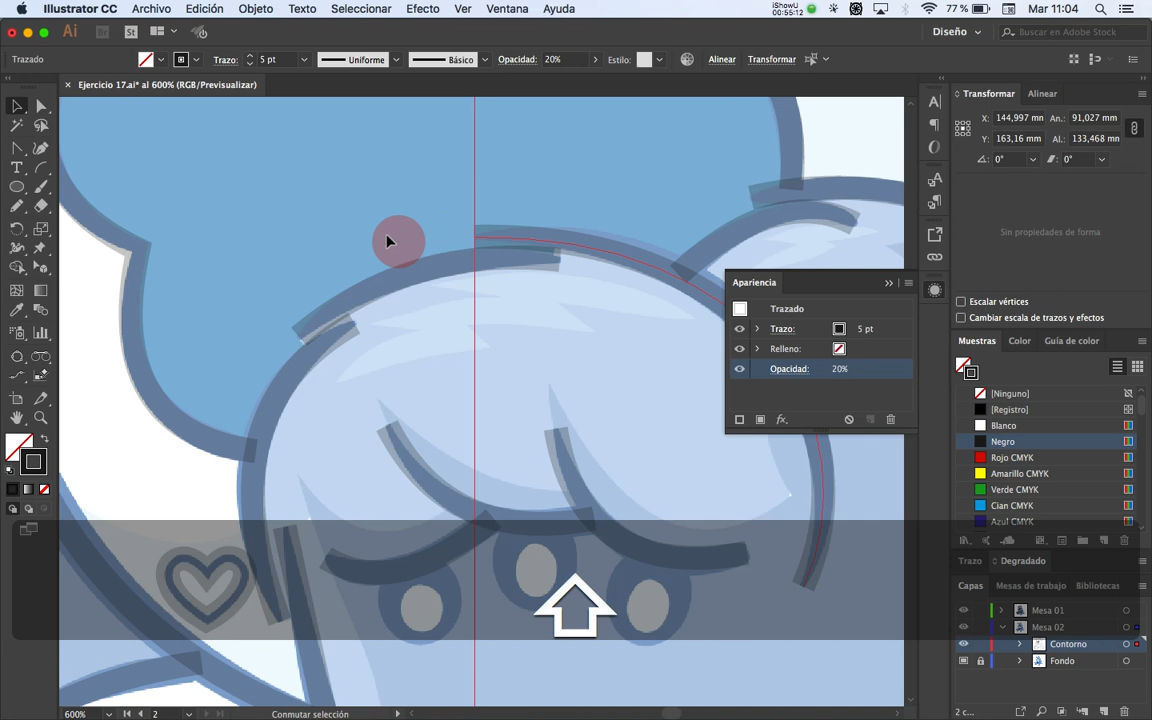 Illustrator CC Archivo Edición Objeto Texto Seleccionar Efecto Ver Ventana Ayuda iShowU 00:55:12 77 % Mar 11:04
Ai Br St Diseño Buscar en Adobe Stock
Trazado Trazo: 5 pt Uniforme Básico Opacidad: 20% Estilo: Alinear Transformar
× Ejercicio 17.ai* al 600% (RGB/Previsualizar)
Transformar Alinear
X: 144,997 mm An.: 91,027 mm
Y: 163,16 mm Al.: 133,468 mm
0° 0°
Sin propiedades de forma
Escalar vértices
Cambiar escala de trazos y efectos
Apariencia
Trazado
Trazo: 5 pt
Relleno:
Opacidad: 20%
fx
Muestras Color Guía de color
[Ninguno]
[Registro]
Blanco
Negro
Rojo CMYK
Amarillo CMYK
Verde CMYK
Cian CMYK
Azul CMYK
Trazo Degradado
Capas Mesas de trabajo Bibliotecas
Mesa 01
Mesa 02
Contorno
Fondo
600% 2 Conmutar selección 2 c...